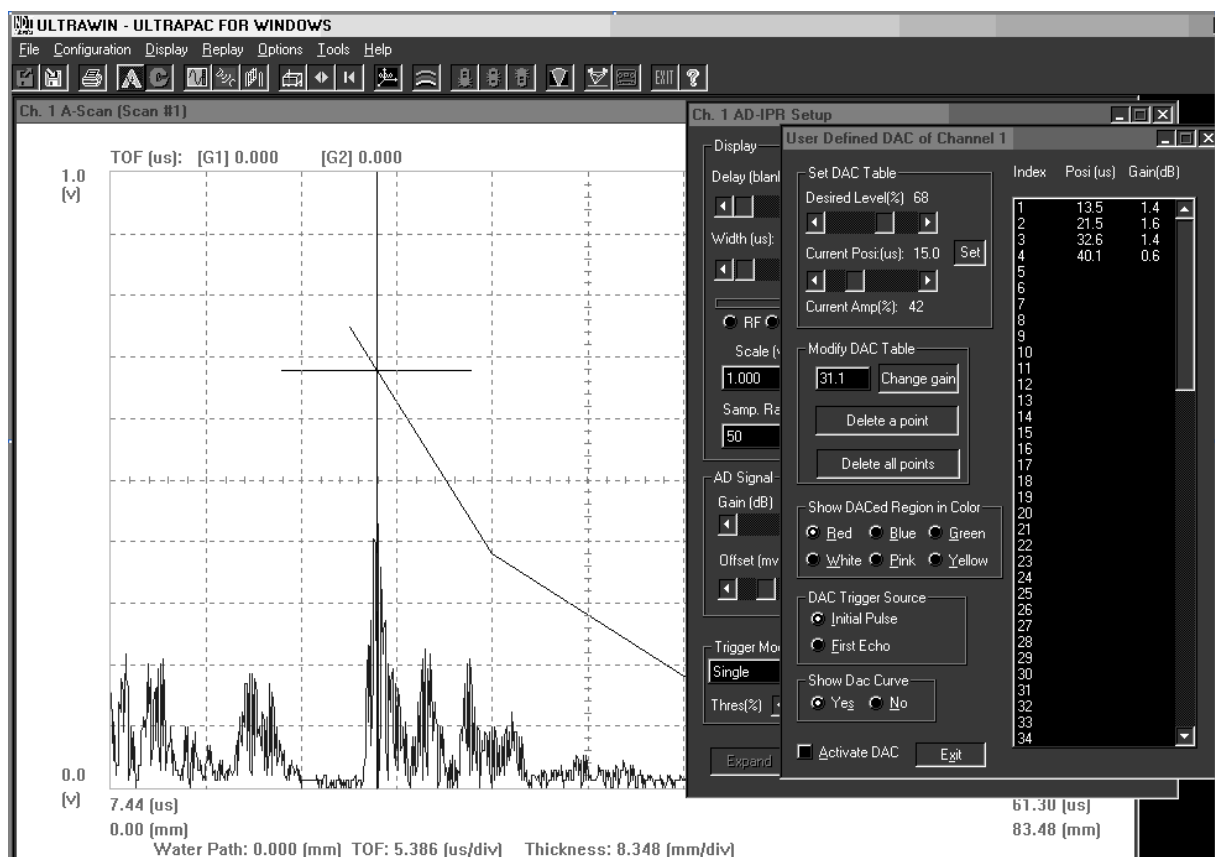 ULTRAWIN - ULTRAPAC FOR WINDOWS
File Configuration Display Replay Options Tools Help
EXIT ?
Ch. 1 A-Scan (Scan #1)
TOF (us): [G1] 0.000 [G2] 0.000
1.0
(v)
0.0
(v)
7.44 (us)
61.30 (us)
0.00 (mm)
83.48 (mm)
Water Path: 0.000 (mm) TOF: 5.386 (us/div) Thickness: 8.348 (mm/div)
Ch. 1 AD-IPR Setup
Display
Width (us):
RF
1.000
50
AD Signal
Gain (dB)
Single
Thres(%)
Expand
User Defined DAC of Channel 1
Set DAC Table
Desired Level(%) 68
Current Posi:(us): 15.0 Set
Current Amp(%): 42
Modify DAC Table
31.1 Change gain
Delete a point
Delete all points
Show DACed Region in Color
Red Blue Green
White Pink Yellow
DAC Trigger Source
Initial Pulse
First Echo
Show Dac Curve
Yes No
Activate DAC Exit
Index Posi (us) Gain(dB)
1 13.5 1.4
2 21.5 1.6
3 32.6 1.4
4 40.1 0.6
5
6
7
8
9
10
11
12
13
14
15
16
17
18
19
20
21
22
23
24
25
26
27
28
29
30
31
32
33
34